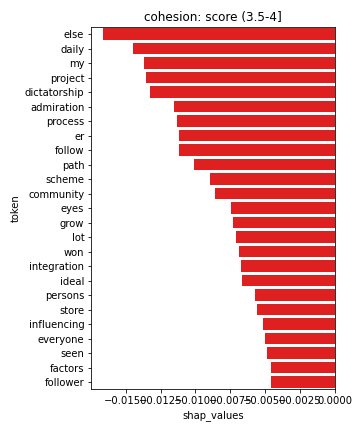 cohesion: score (3.5-4]
else
daily
my
project
dictatorship
admiration
process
er
follow
path
scheme
community
eyes
grow
lot
won
integration
ideal
persons
store
influencing
everyone
seen
factors
follower
token
−0.0150 −0.0125 −0.0100 −0.0075 −0.0050 −0.0025 0.0000
shap_values